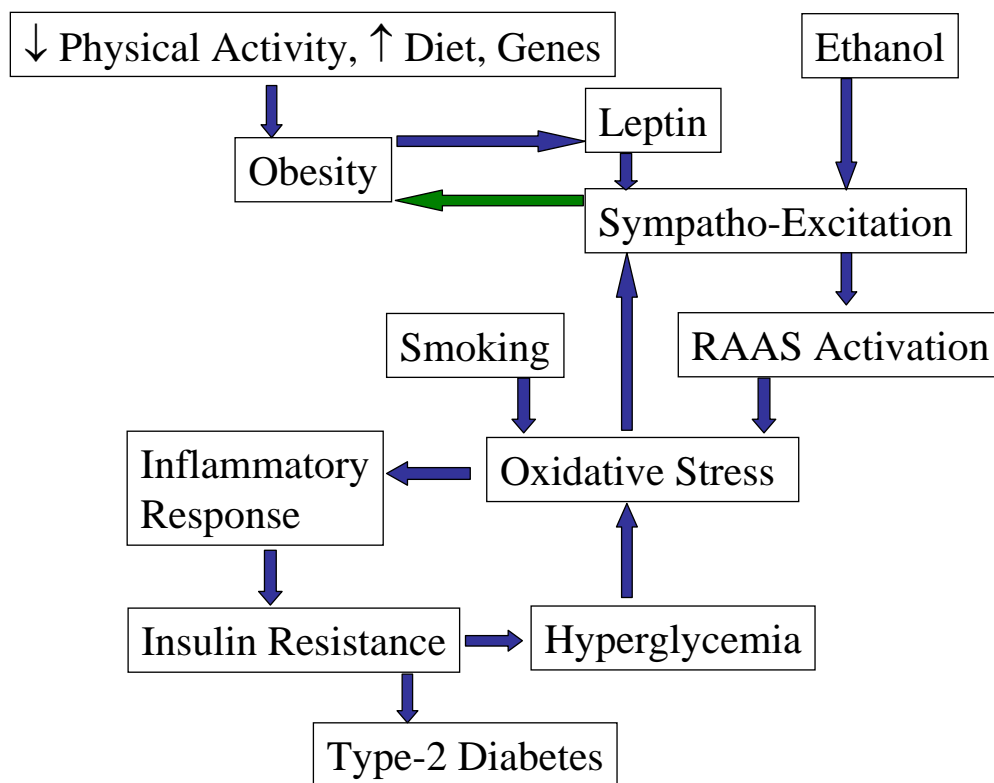 ↓ Physical Activity, ↑ Diet, Genes
Ethanol
Leptin
Obesity
Sympatho-Excitation
Smoking
RAAS Activation
Inflammatory
Response
Oxidative Stress
Insulin Resistance
Hyperglycemia
Type-2 Diabetes